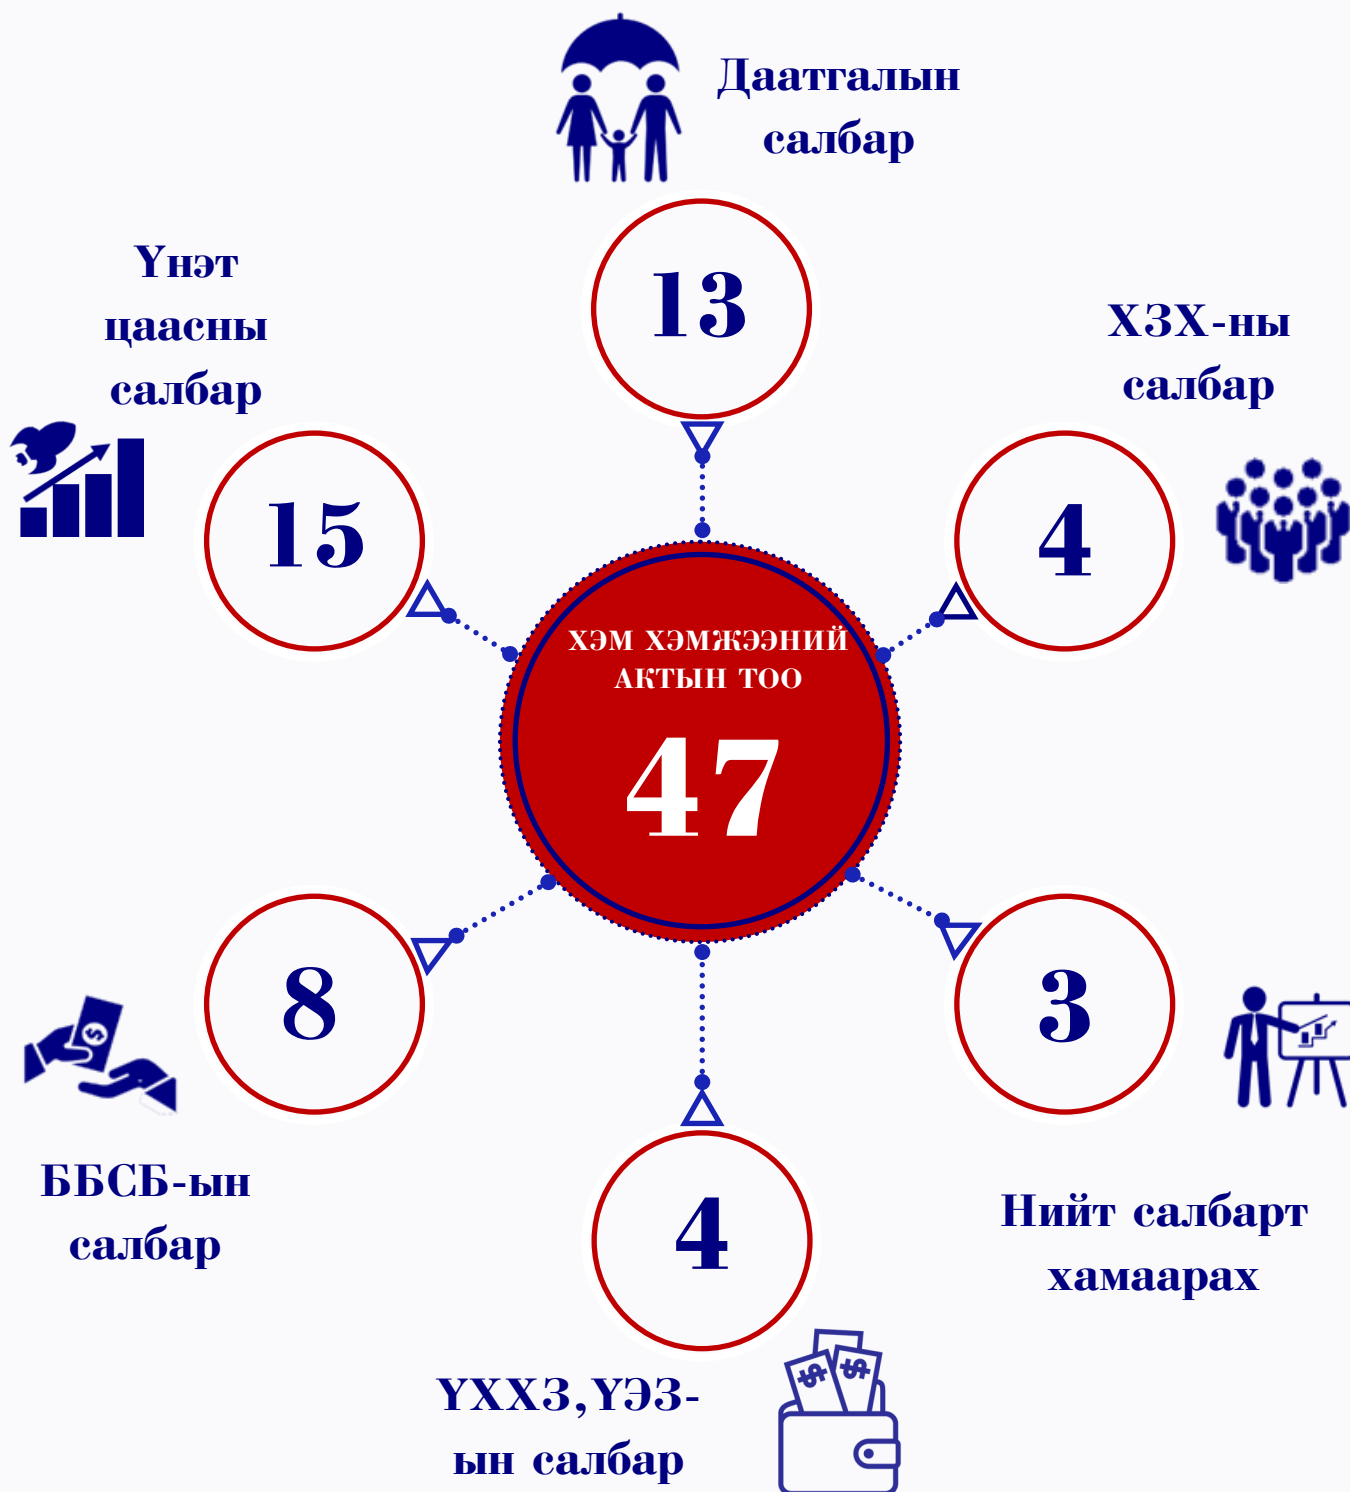 Даатгалын
салбар
13
Үнэт
цаасны
салбар
15
ХЗХ-ны
салбар
4
ХЭМ ХЭМЖЭЭНИЙ
АКТЫН ТОО
47
8
ББСБ-ын
салбар
3
Нийт салбарт
хамаарах
4
ҮХХЗ,ҮЭЗ-
ын салбар